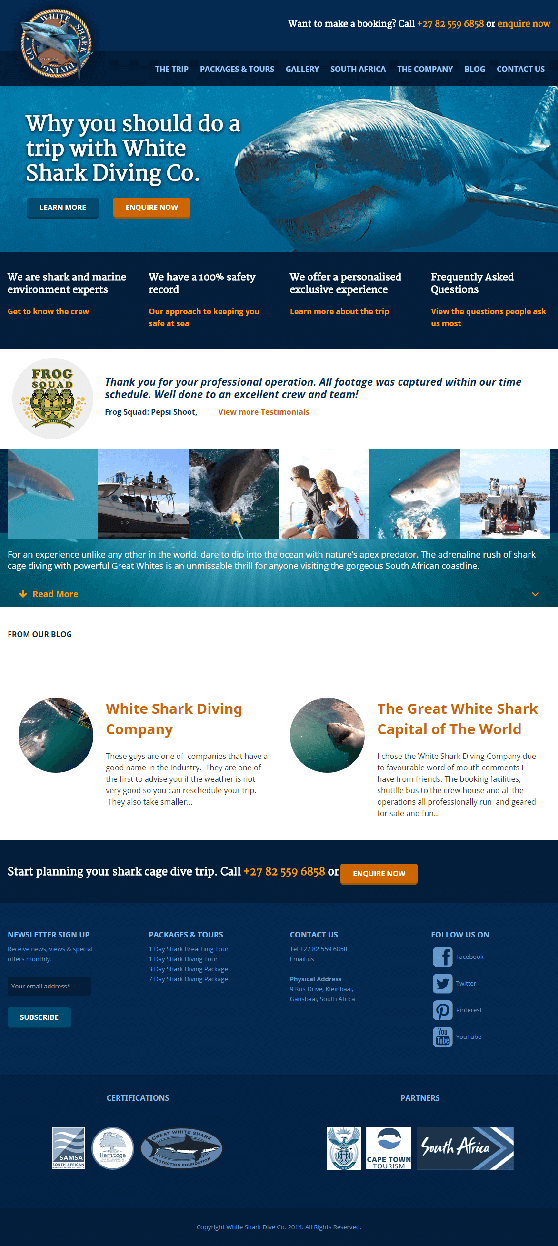 WHITE SHARK
DIVING CO.
Want to make a booking? Call +27 82 559 6858 or enquire now
THE TRIP PACKAGES & TOURS GALLERY SOUTH AFRICA THE COMPANY BLOG CONTACT US
Why you should do a
trip with White
Shark Diving Co.
LEARN MORE ENQUIRE NOW
We are shark and marine
environment experts
Get to know the crew
We have a 100% safety
record
Our approach to keeping you
safe at sea
We offer a personalised
exclusive experience
Learn more about the trip
Frequently Asked
Questions
View the questions people ask
us most
FROG
SQUAD
Thank you for your professional operation. All footage was captured within our time
schedule. Well done to an excellent crew and team!
Frog Squad: Pepsi Shoot, View more Testimonials
For an experience unlike any other in the world, dare to dip into the ocean with nature's apex predator. The adrenaline rush of shark
cage diving with powerful Great Whites is an unmissable thrill for anyone visiting the gorgeous South African coastline.
Read More
FROM OUR BLOG
White Shark Diving
Company
These guys are one of companies that have a
good name in the industry. They are one of
the first to advise you if the weather is not
very good so you can reschedule your trip.
They also take smaller...
The Great White Shark
Capital of The World
I chose the White Shark Diving Company due
to favourable word of mouth comments I
have from friends. The booking facilities,
shuttle bus to the crew house and all the
operations all professionally run and geared
for safe and fun...
Start planning your shark cage dive trip. Call +27 82 559 6858 or ENQUIRE NOW
NEWSLETTER SIGN UP
Receive news, views & special
offers monthly.
Your email address?
SUBSCRIBE
PACKAGES & TOURS
1 Day Shark Breaching Tour
1 Day Shark Diving Tour
3 Day Shark Diving Package
7 Day Shark Diving Package
CONTACT US
Tel +27 82 559 6858
Email us
Physical Address
9 Kus Drive, Kleinbaai,
Gansbaai, South Africa
FOLLOW US ON
Facebook
Twitter
Pinterest
YouTube
CERTIFICATIONS
SAMSA
Heritage
GREAT WHITE SHARK
PROTECTION FOUNDATION
PARTNERS
CAPE TOWN
TOURISM
South Africa
Copyright White Shark Dive Co. 2014. All Rights Reserved.